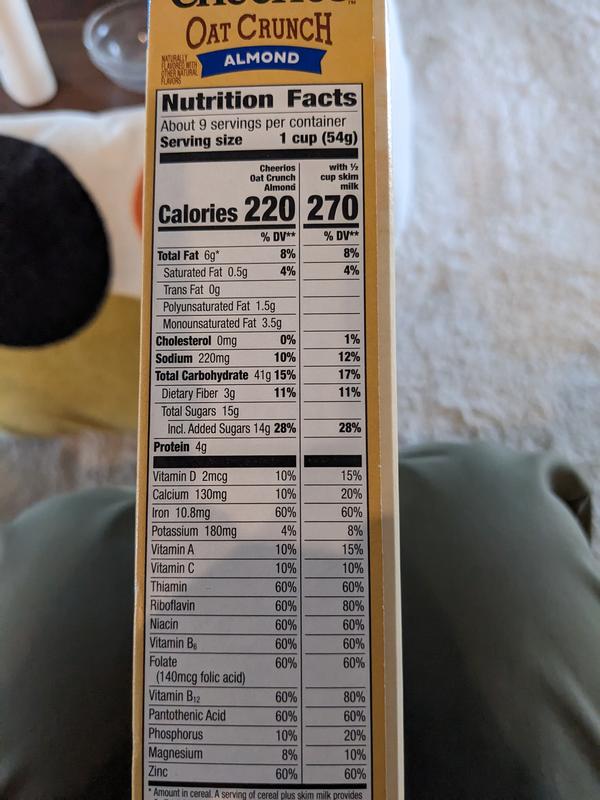 Cheerios™
OAT CRUNCH
NATURALLY
FLAVORED WITH
OTHER NATURAL
FLAVORS
ALMOND
Nutrition Facts
About 9 servings per container
Serving size 1 cup (54g)
Cheerios Oat Crunch Almond
with ½ cup skim milk
Calories 220 270
% DV** % DV**
Total Fat 6g* 8% 8%
Saturated Fat 0.5g 4% 4%
Trans Fat 0g
Polyunsaturated Fat 1.5g
Monounsaturated Fat 3.5g
Cholesterol 0mg 0% 1%
Sodium 220mg 10% 12%
Total Carbohydrate 41g 15% 17%
Dietary Fiber 3g 11% 11%
Total Sugars 15g
Incl. Added Sugars 14g 28% 28%
Protein 4g
Vitamin D 2mcg 10% 15%
Calcium 130mg 10% 20%
Iron 10.8mg 60% 60%
Potassium 180mg 4% 8%
Vitamin A 10% 15%
Vitamin C 10% 10%
Thiamin 60% 60%
Riboflavin 60% 80%
Niacin 60% 60%
Vitamin B6 60% 60%
Folate 60% 60%
(140mcg folic acid)
Vitamin B12 60% 80%
Pantothenic Acid 60% 60%
Phosphorus 10% 20%
Magnesium 8% 10%
Zinc 60% 60%
* Amount in cereal. A serving of cereal plus skim milk provides